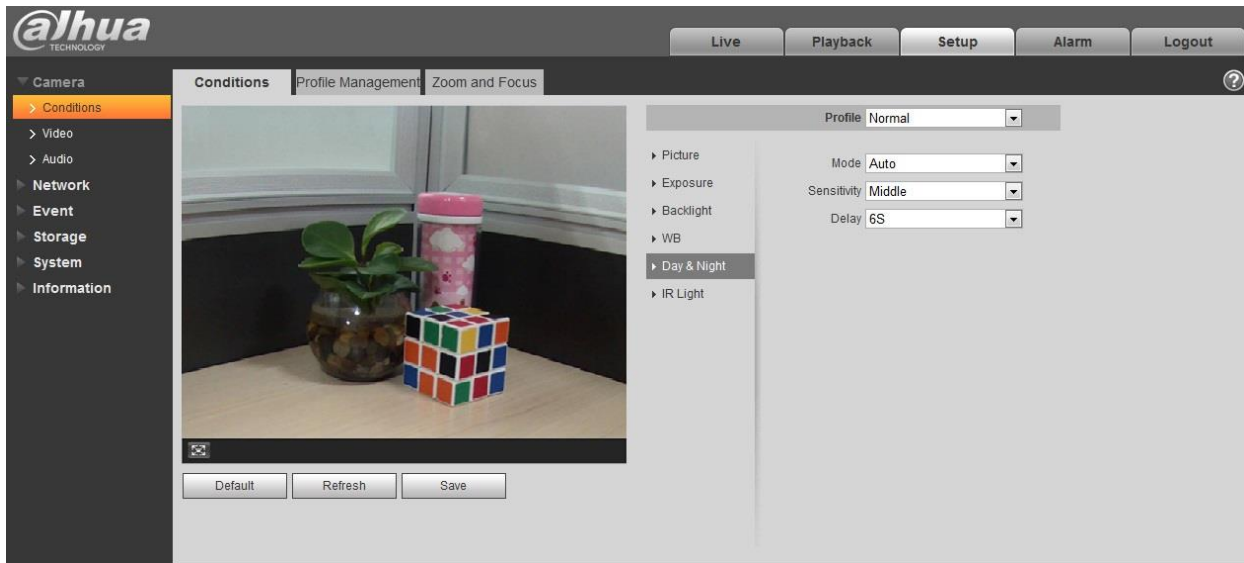 alhua
TECHNOLOGY
Live
Playback
Setup
Alarm
Logout
Camera
Conditions
Video
Audio
Network
Event
Storage
System
Information
Conditions
Profile Management
Zoom and Focus
?
Profile Normal
Picture
Exposure
Backlight
WB
Day & Night
IR Light
Mode Auto
Sensitivity Middle
Delay 6S
Default
Refresh
Save